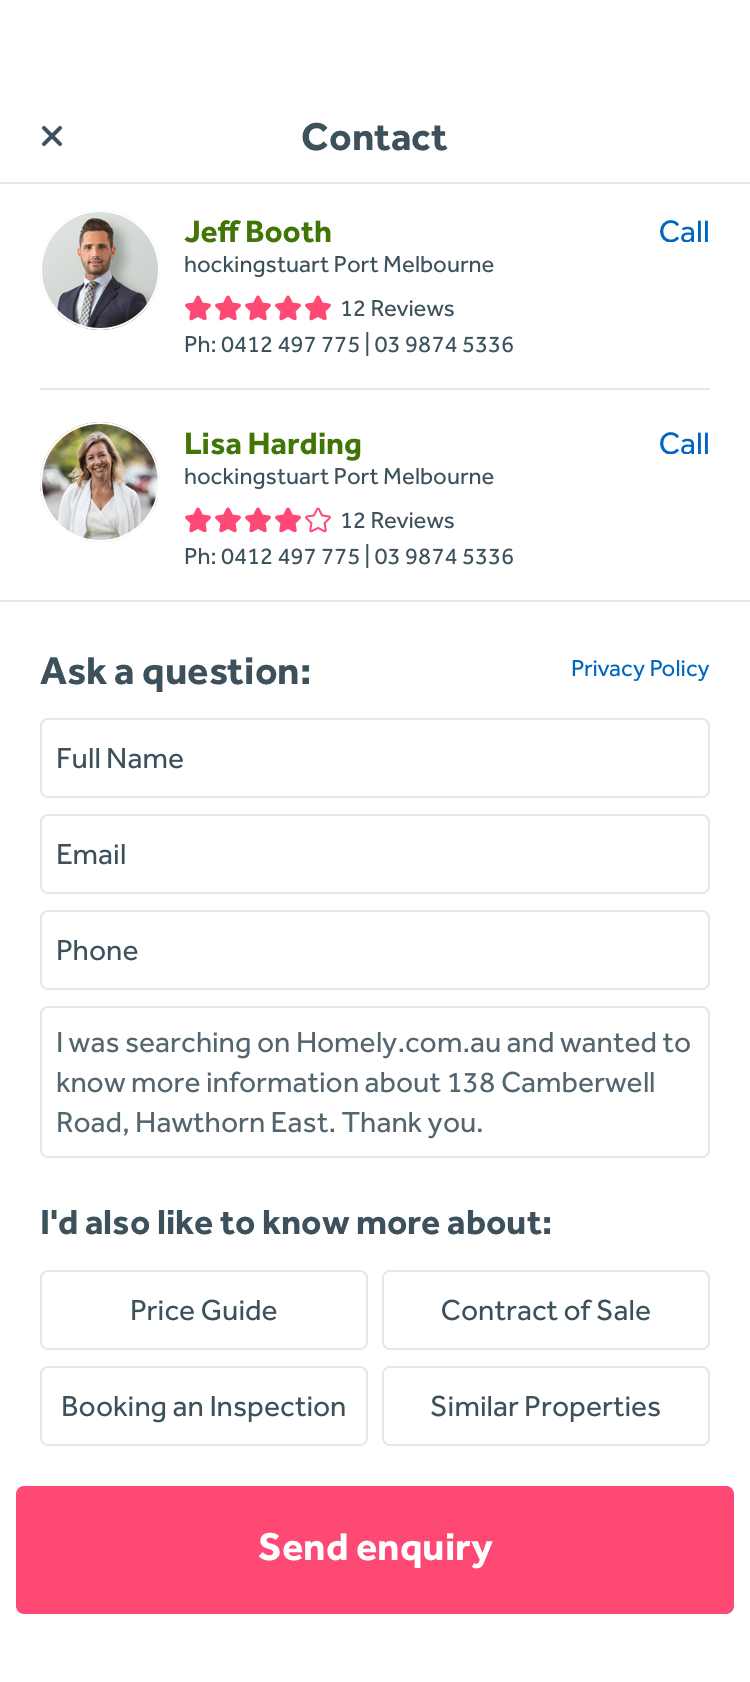 Contact
Jeff Booth
Call
hockingstuart Port Melbourne
12 Reviews
Ph: 0412 497 775 | 03 9874 5336
Lisa Harding
Call
hockingstuart Port Melbourne
12 Reviews
Ph: 0412 497 775 | 03 9874 5336
Ask a question:
Privacy Policy
Full Name
Email
Phone
I was searching on Homely.com.au and wanted to
know more information about 138 Camberwell
Road, Hawthorn East. Thank you.
I'd also like to know more about:
Price Guide
Contract of Sale
Booking an Inspection
Similar Properties
Send enquiry